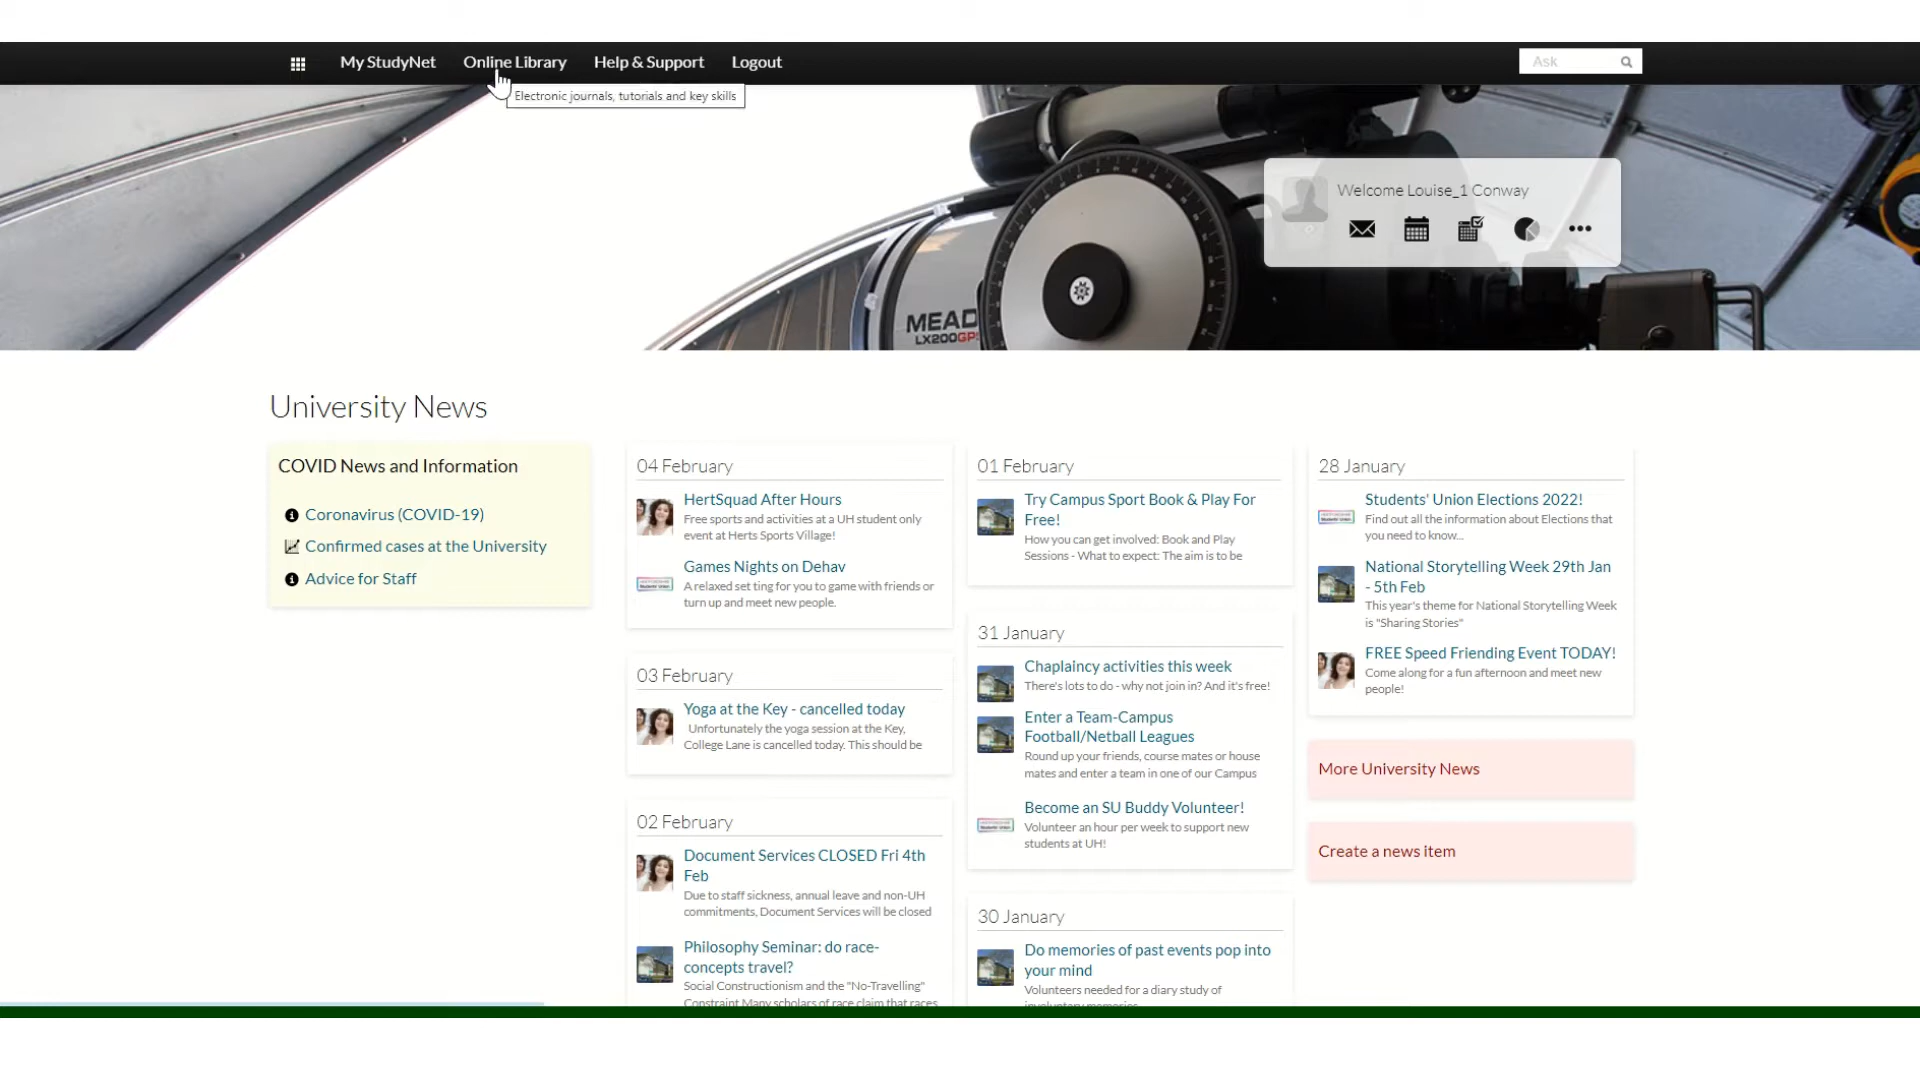 My StudyNet Online Library Help & Support Logout Ask
Electronic journals, tutorials and key skills
Welcome Louise_1 Conway
MEAD
LX200GPS
University News
COVID News and Information
Coronavirus (COVID-19)
Confirmed cases at the University
Advice for Staff
04 February
HertSquad After Hours
Free sports and activities at a UH student only
event at Herts Sports Village!
Games Nights on Dehav
A relaxed set ting for you to game with friends or
turn up and meet new people.
03 February
Yoga at the Key - cancelled today
Unfortunately the yoga session at the Key,
College Lane is cancelled today. This should be
02 February
Document Services CLOSED Fri 4th
Feb
Due to staff sickness, annual leave and non-UH
commitments, Document Services will be closed
Philosophy Seminar: do race-
concepts travel?
Social Constructionism and the "No-Travelling"
Constraint Many scholars of race claim that races
01 February
Try Campus Sport Book & Play For
Free!
How you can get involved: Book and Play
Sessions - What to expect: The aim is to be
31 January
Chaplaincy activities this week
There's lots to do - why not join in? And it's free!
Enter a Team-Campus
Football/Netball Leagues
Round up your friends, course mates or house
mates and enter a team in one of our Campus
Become an SU Buddy Volunteer!
Volunteer an hour per week to support new
students at UH!
30 January
Do memories of past events pop into
your mind
Volunteers needed for a diary study of
involuntary memories
28 January
Students' Union Elections 2022!
Find out all the information about Elections that
you need to know...
National Storytelling Week 29th Jan
- 5th Feb
This year's theme for National Storytelling Week
is "Sharing Stories"
FREE Speed Friending Event TODAY!
Come along for a fun afternoon and meet new
people!
More University News
Create a news item